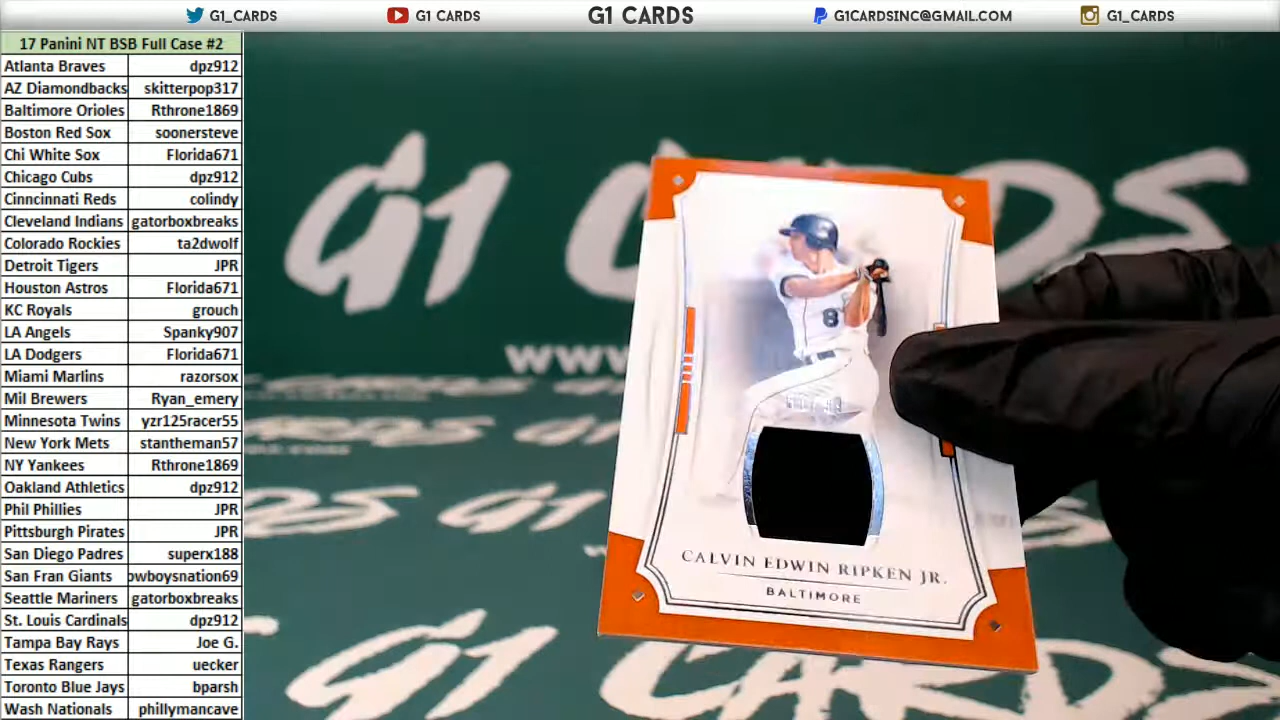 G1_CARDS
G1 CARDS
G1 CARDS
G1CARDSINC@GMAIL.COM
G1_CARDS
17 Panini NT BSB Full Case #2
Atlanta Braves dpz912
AZ Diamondbacks skitterpop317
Baltimore Orioles Rthrone1869
Boston Red Sox soonersteve
Chi White Sox Florida671
Chicago Cubs dpz912
Cinncinnati Reds colindy
Cleveland Indians gatorboxbreaks
Colorado Rockies ta2dwolf
Detroit Tigers JPR
Houston Astros Florida671
KC Royals grouch
LA Angels Spanky907
LA Dodgers Florida671
Miami Marlins razorsox
Mil Brewers Ryan_emery
Minnesota Twins yzr125racer55
New York Mets stantheman57
NY Yankees Rthrone1869
Oakland Athletics dpz912
Phil Phillies JPR
Pittsburgh Pirates JPR
San Diego Padres superx188
San Fran Giants owboysnation69
Seattle Mariners gatorboxbreaks
St. Louis Cardinals dpz912
Tampa Bay Rays Joe G.
Texas Rangers uecker
Toronto Blue Jays bparsh
Wash Nationals phillymancave
G1 CARDS
www.
8
CALVIN EDWIN RIPKEN JR.
BALTIMORE
G1 CARDS